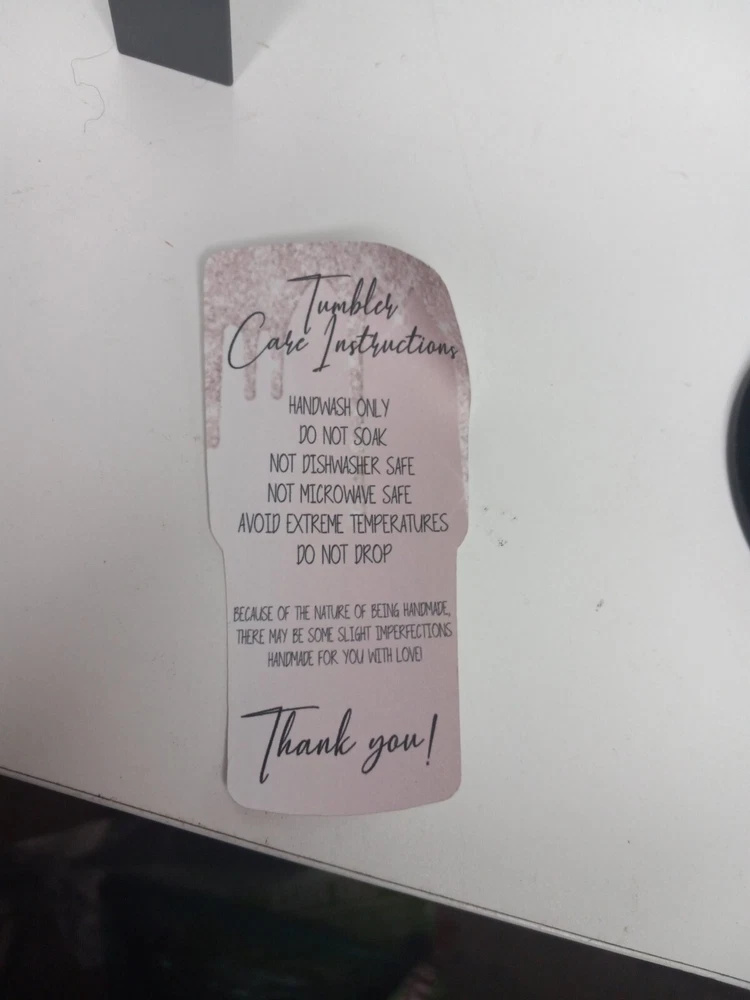 Tumbler
Care Instructions
HANDWASH ONLY
DO NOT SOAK
NOT DISHWASHER SAFE
NOT MICROWAVE SAFE
AVOID EXTREME TEMPERATURES
DO NOT DROP
BECAUSE OF THE NATURE OF BEING HANDMADE,
THERE MAY BE SOME SLIGHT IMPERFECTIONS
HANDMADE FOR YOU WITH LOVE!
Thank you!